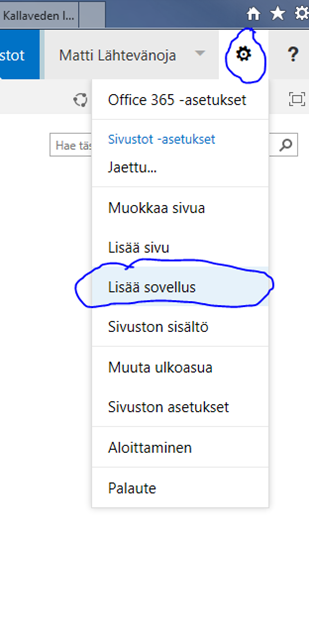 Kallaveden l...
stot
Matti Lähtevänoja
?
Office 365 -asetukset
Sivustot -asetukset
Jaettu...
Hae täs
Muokkaa sivua
Lisää sivu
Lisää sovellus
Sivuston sisältö
Muuta ulkoasua
Sivuston asetukset
Aloittaminen
Palaute